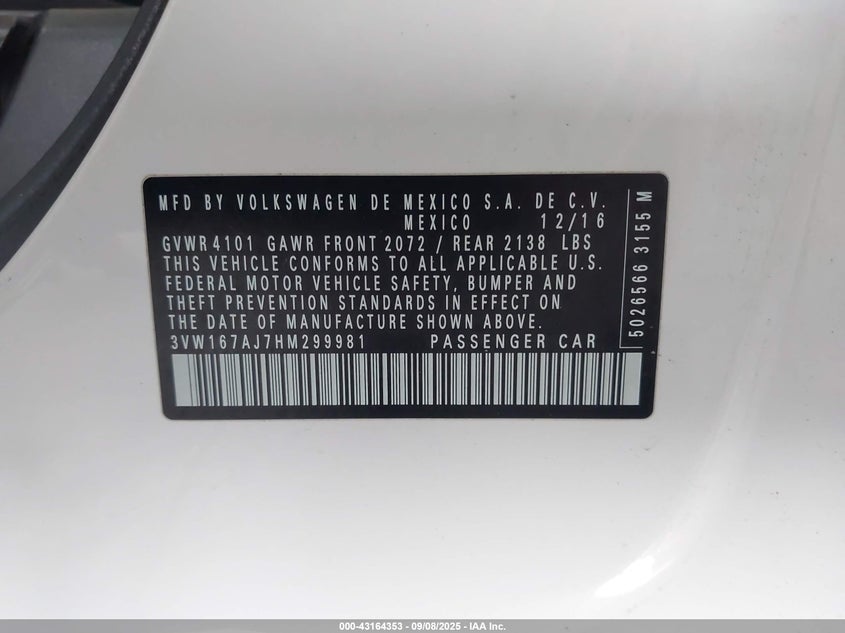 MFD BY VOLKSWAGEN DE MEXICO S.A. DE C.V.
MEXICO 12/16
GVWR 4101 GAWR FRONT 2072 / REAR 2138 LBS
THIS VEHICLE CONFORMS TO ALL APPLICABLE U.S.
FEDERAL MOTOR VEHICLE SAFETY, BUMPER AND
THEFT PREVENTION STANDARDS IN EFFECT ON
THE DATE OF MANUFACTURE SHOWN ABOVE.
3VW167AJ7HM299981 PASSENGER CAR
5026566 3155 M
000-43164353 - 09/08/2025 - IAA Inc.